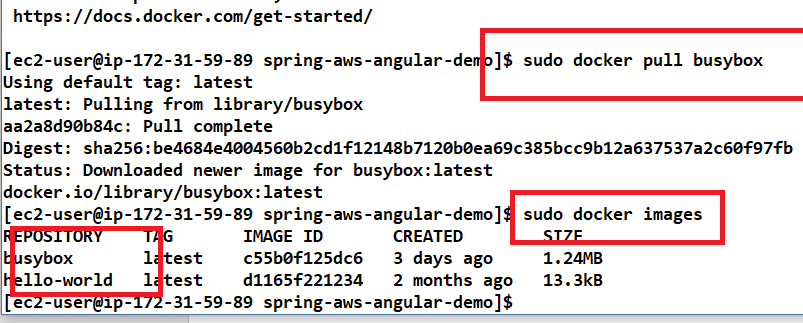 https://docs.docker.com/get-started/
[ec2-user@ip-172-31-59-89 spring-aws-angular-demo]$ sudo docker pull busybox
Using default tag: latest
latest: Pulling from library/busybox
aa2a8d90b84c: Pull complete
Digest: sha256:be4684e4004560b2cd1f12148b7120b0ea69c385bcc9b12a637537a2c60f97fb
Status: Downloaded newer image for busybox:latest
docker.io/library/busybox:latest
[ec2-user@ip-172-31-59-89 spring-aws-angular-demo]$ sudo docker images
REPOSITORY TAG IMAGE ID CREATED SIZE
busybox latest c55b0f125dc6 3 days ago 1.24MB
hello-world latest d1165f221234 2 months ago 13.3kB
[ec2-user@ip-172-31-59-89 spring-aws-angular-demo]$